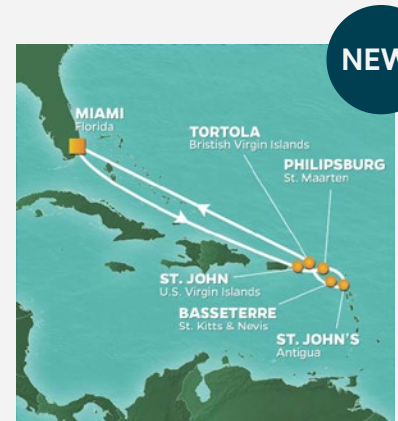 NEW
MIAMI
Florida
TORTOLA
Bristish Virgin Islands
PHILIPSBURG
St. Maarten
ST. JOHN
U.S. Virgin Islands
BASSETERRE
St. Kitts & Nevis
ST. JOHN'S
Antigua